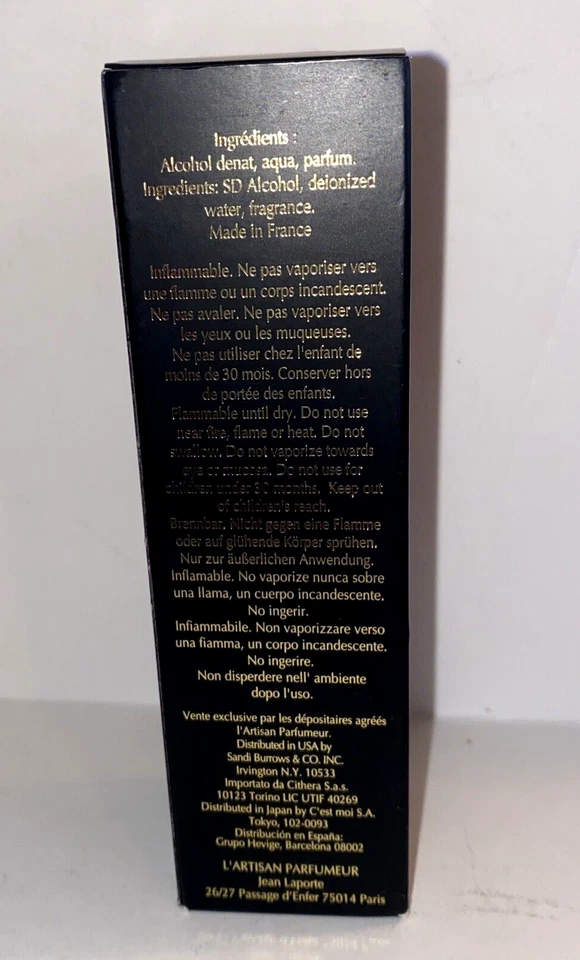 Ingrédients :
Alcohol denat, aqua, parfum.
Ingredients: SD Alcohol, deionized
water, fragrance.
Made in France
Inflammable. Ne pas vaporiser vers
une flamme ou un corps incandescent.
Ne pas avaler. Ne pas vaporiser vers
les yeux ou les muqueuses.
Ne pas utiliser chez l'enfant de
moins de 30 mois. Conserver hors
de portée des enfants.
Flammable until dry. Do not use
near fire, flame or heat. Do not
swallow. Do not vaporize towards
eye or mucosa. Do not use for
children under 30 months. Keep out
of children's reach.
Brennbar. Nicht gegen eine Flamme
oder auf glühende Körper sprühen.
Nur zur äußerlichen Anwendung.
Inflamable. No vaporize nunca sobre
una llama, un cuerpo incandescente.
No ingerir.
Infiammabile. Non vaporizzare verso
una fiamma, un corpo incandescente.
No ingerire.
Non disperdere nell' ambiente
dopo l'uso.
Vente exclusive par les dépositaires agréés
l'Artisan Parfumeur.
Distributed in USA by
Sandi Burrows & CO. INC.
Irvington N.Y. 10533
Importato da Cithera S.a.s.
10123 Torino LIC UTIF 40269
Distributed in Japan by C'est moi S.A.
Tokyo, 102-0093
Distribución en España:
Grupo Hevige, Barcelona 08002
L'ARTISAN PARFUMEUR
Jean Laporte
26/27 Passage d'Enfer 75014 Paris